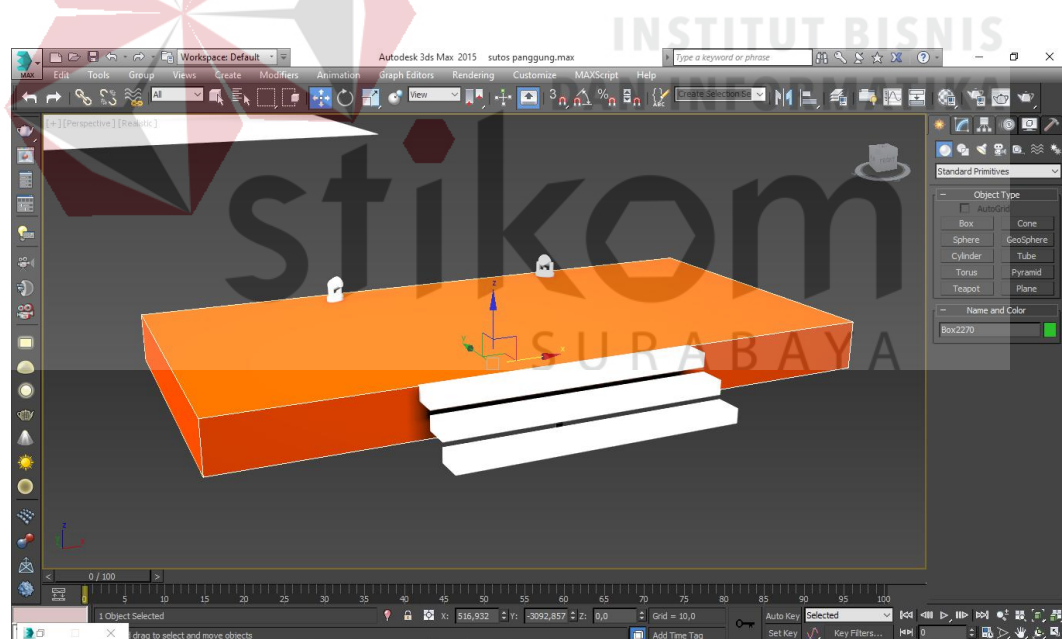 INSTITUT BISNIS
DAN INFORMATIKA
stikom
SURABAYA
MAX
Workspace: Default
Autodesk 3ds Max 2015 sutos panggung.max
Type a keyword or phrase
Edit Tools Group Views Create Modifiers Animation Graph Editors Rendering Customize MAXScript Help
All
View
Create Selection Se
[+][Perspective][Realistic]
Standard Primitives
Object Type
AutoGrid
Box Cone
Sphere GeoSphere
Cylinder Tube
Torus Pyramid
Teapot Plane
Name and Color
Box2270
z
x
z
0 / 100
5 10 15 20 25 30 35 40 45 50 55 60 65 70 75 80 85 90 95 100
1 Object Selected
X: 516,932 Y: -3092,857 Z: 0,0
Grid = 10,0
Auto Key Selected
drag to select and move objects
Add Time Tag
Set Key Key Filters...
0